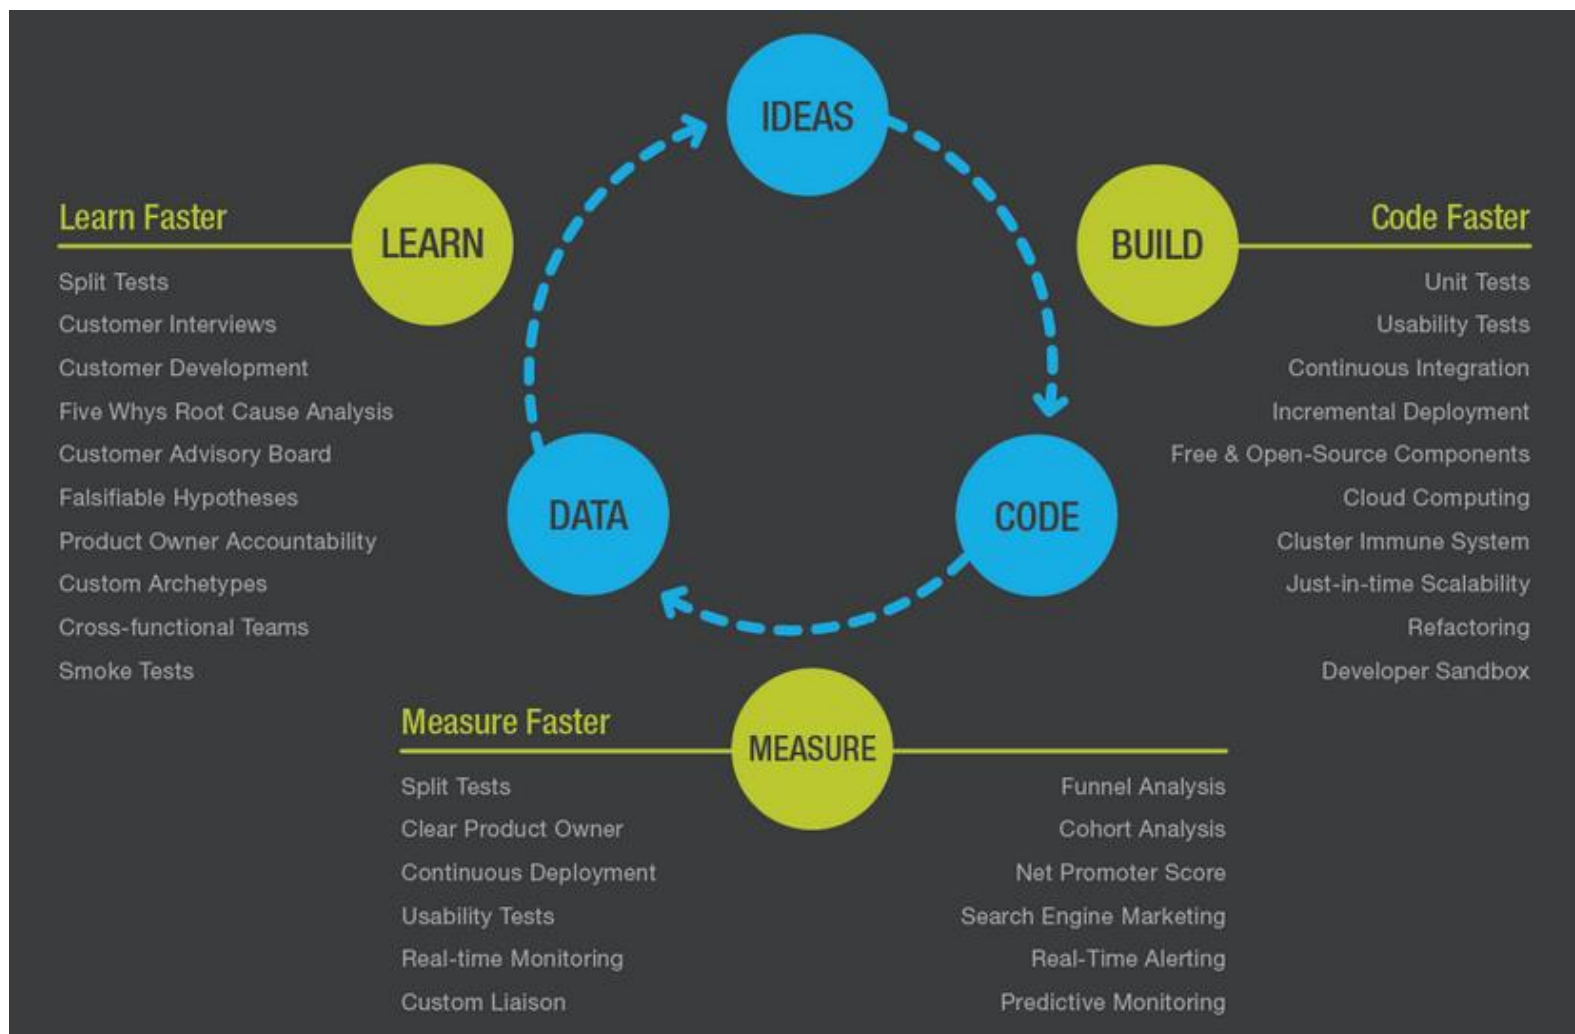 IDEAS
Learn Faster
LEARN
Split Tests
Customer Interviews
Customer Development
Five Whys Root Cause Analysis
Customer Advisory Board
Falsifiable Hypotheses
Product Owner Accountability
Custom Archetypes
Cross-functional Teams
Smoke Tests
BUILD
Code Faster
Unit Tests
Usability Tests
Continuous Integration
Incremental Deployment
Free & Open-Source Components
Cloud Computing
Cluster Immune System
Just-in-time Scalability
Refactoring
Developer Sandbox
DATA
CODE
Measure Faster
MEASURE
Split Tests
Clear Product Owner
Continuous Deployment
Usability Tests
Real-time Monitoring
Custom Liaison
Funnel Analysis
Cohort Analysis
Net Promoter Score
Search Engine Marketing
Real-Time Alerting
Predictive Monitoring